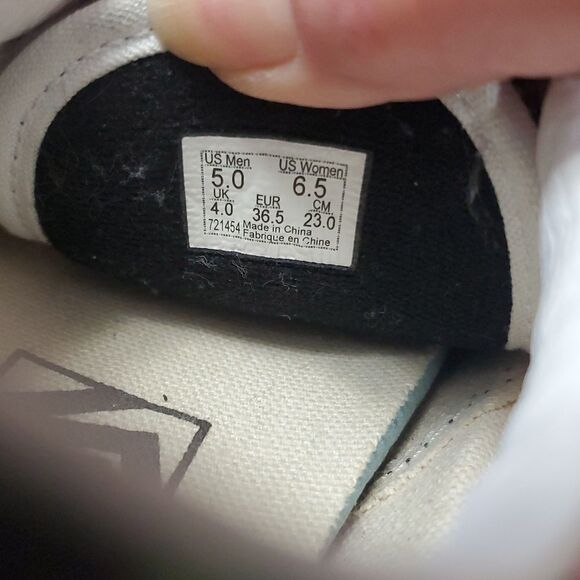 US Men US Women
5.0 6.5
UK EUR CM
4.0 36.5 23.0
721454 Made in China
Fabrique en Chine